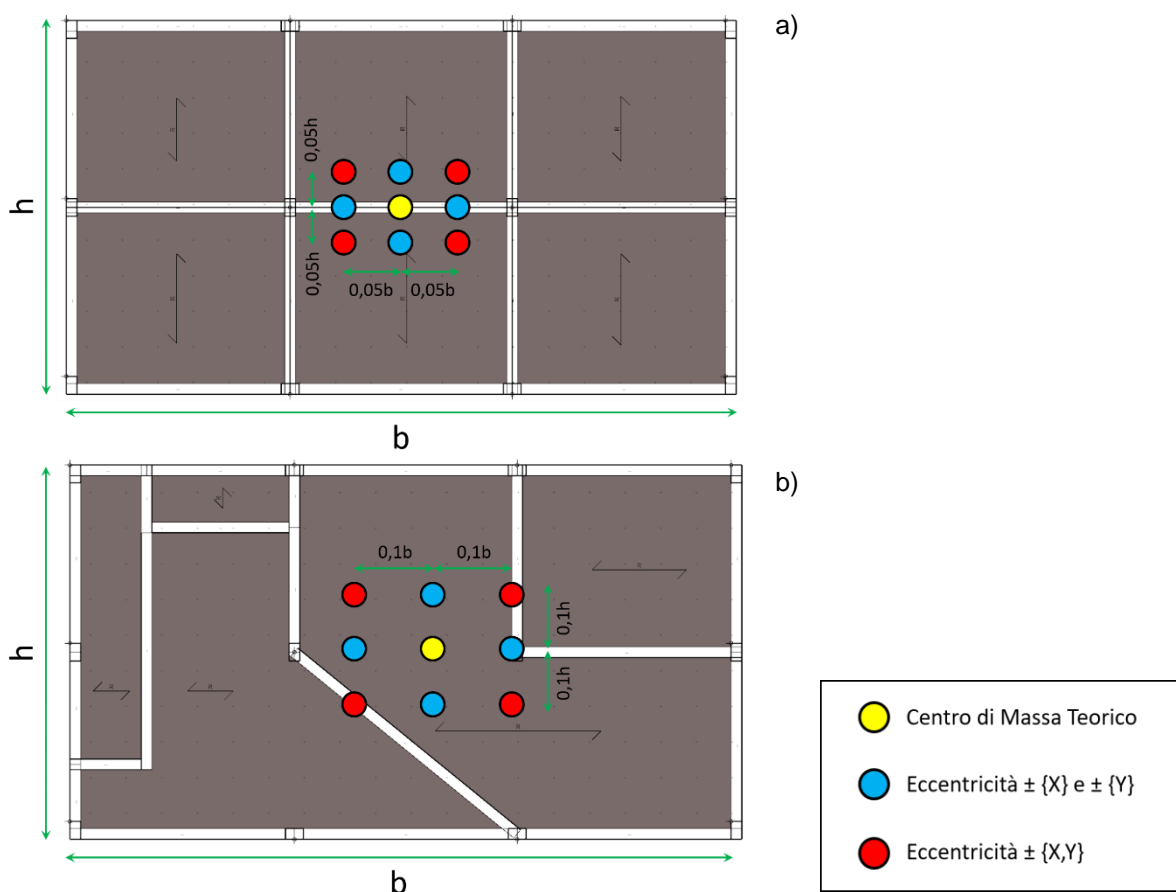 a)
R
R
R
0,05h
h
0,05h
0,05b 0,05b
R
R
R
b
b)
R
0,1b 0,1b
R
0,1h
h
0,1h
R
R
R
b
Centro di Massa Teorico
Eccentricità ± {X} e ± {Y}
Eccentricità ± {X,Y}